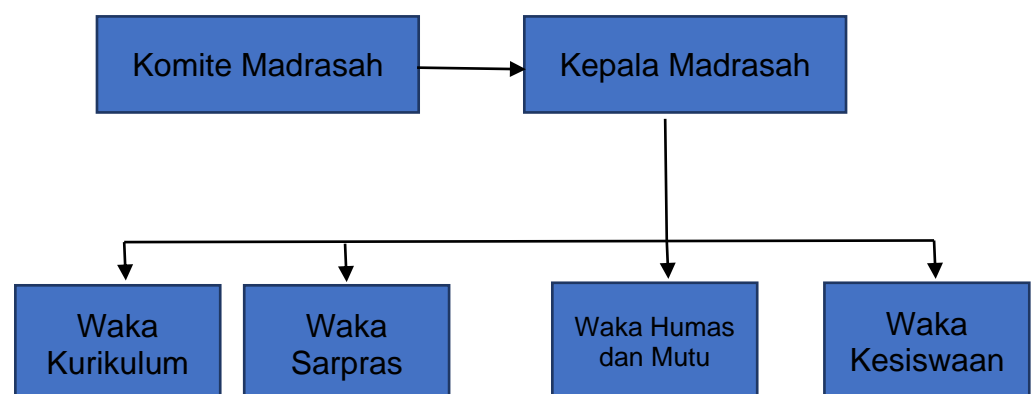 Komite Madrasah
Kepala Madrasah
Waka
Kurikulum
Waka
Sarpras
Waka Humas
dan Mutu
Waka
Kesiswaan